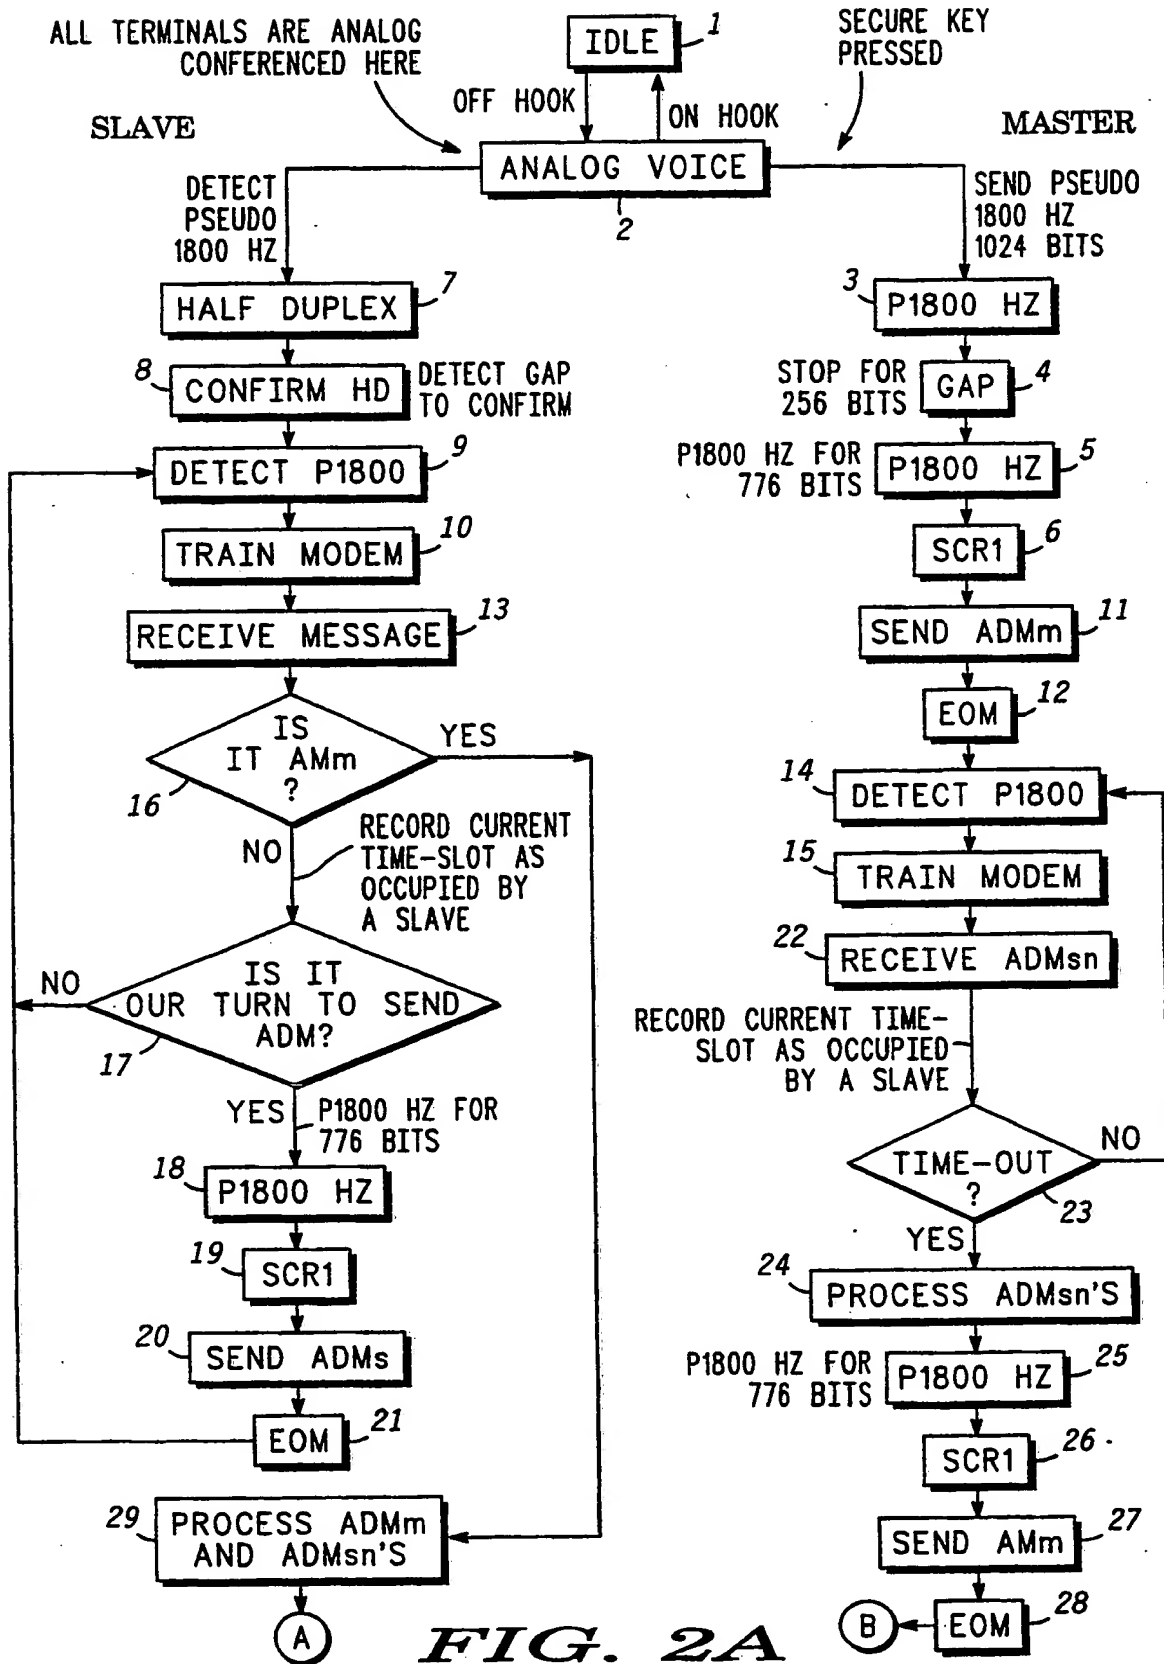 ALL TERMINALS ARE ANALOG
CONFERENCED HERE
IDLE
1
SECURE KEY
PRESSED
OFF HOOK
ON HOOK
SLAVE
MASTER
ANALOG VOICE
2
DETECT
PSEUDO
1800 HZ
SEND PSEUDO
1800 HZ
1024 BITS
HALF DUPLEX
7
3
P1800 HZ
8
CONFIRM HD
DETECT GAP
TO CONFIRM
STOP FOR
256 BITS
GAP
4
DETECT P1800
9
P1800 HZ FOR
776 BITS
P1800 HZ
5
TRAIN MODEM
10
SCR1
6
RECEIVE MESSAGE
13
SEND ADMm
11
IS
IT AMm
?
16
YES
NO
EOM
12
RECORD CURRENT
TIME-SLOT AS
OCCUPIED BY
A SLAVE
14
DETECT P1800
15
TRAIN MODEM
22
RECEIVE ADMsn
IS IT
OUR TURN TO SEND
ADM?
17
NO
YES
RECORD CURRENT TIME-
SLOT AS OCCUPIED
BY A SLAVE
P1800 HZ FOR
776 BITS
TIME-OUT
?
23
NO
YES
18
P1800 HZ
19
SCR1
24
PROCESS ADMsn'S
20
SEND ADMs
P1800 HZ FOR
776 BITS
P1800 HZ
25
EOM
21
SCR1
26
29
PROCESS ADMm
AND ADMsn'S
SEND AMm
27
A
B
EOM
28
FIG. 2A